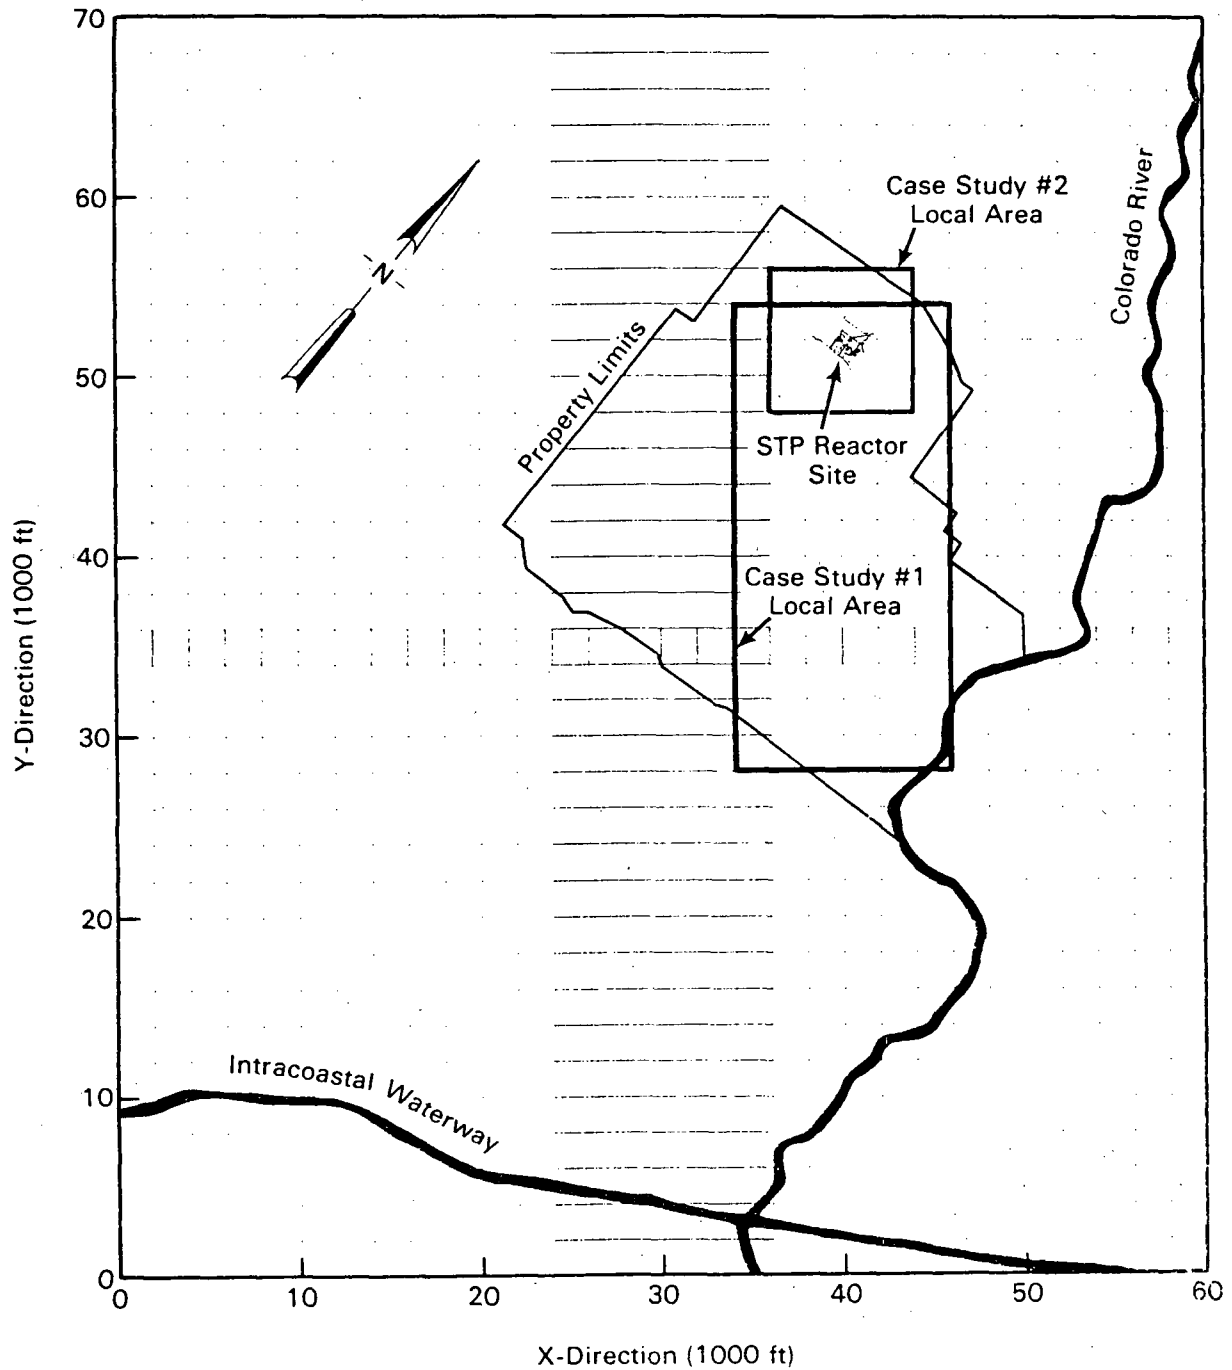 70
60
50
40
30
20
10
0
Y-Direction (1000 ft)
N
Case Study #2
Local Area
Colorado River
Property Limits
STP Reactor
Site
Case Study #1
Local Area
Intracoastal Waterway
0
10
20
30
40
50
60
X-Direction (1000 ft)